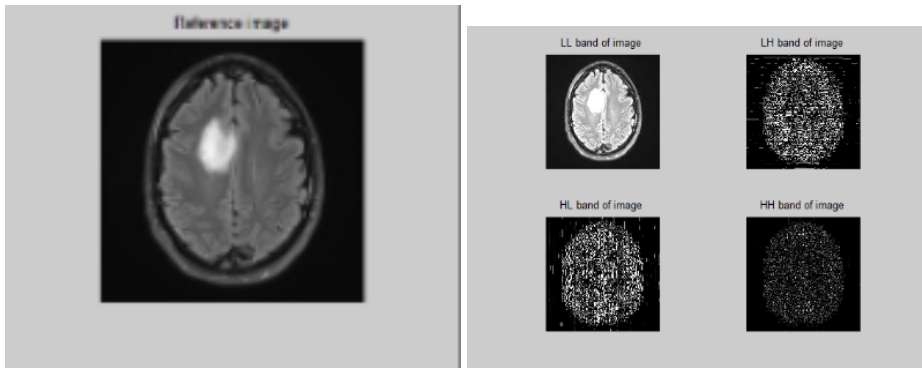 Reference image
LL band of image
LH band of image
HL band of image
HH band of image